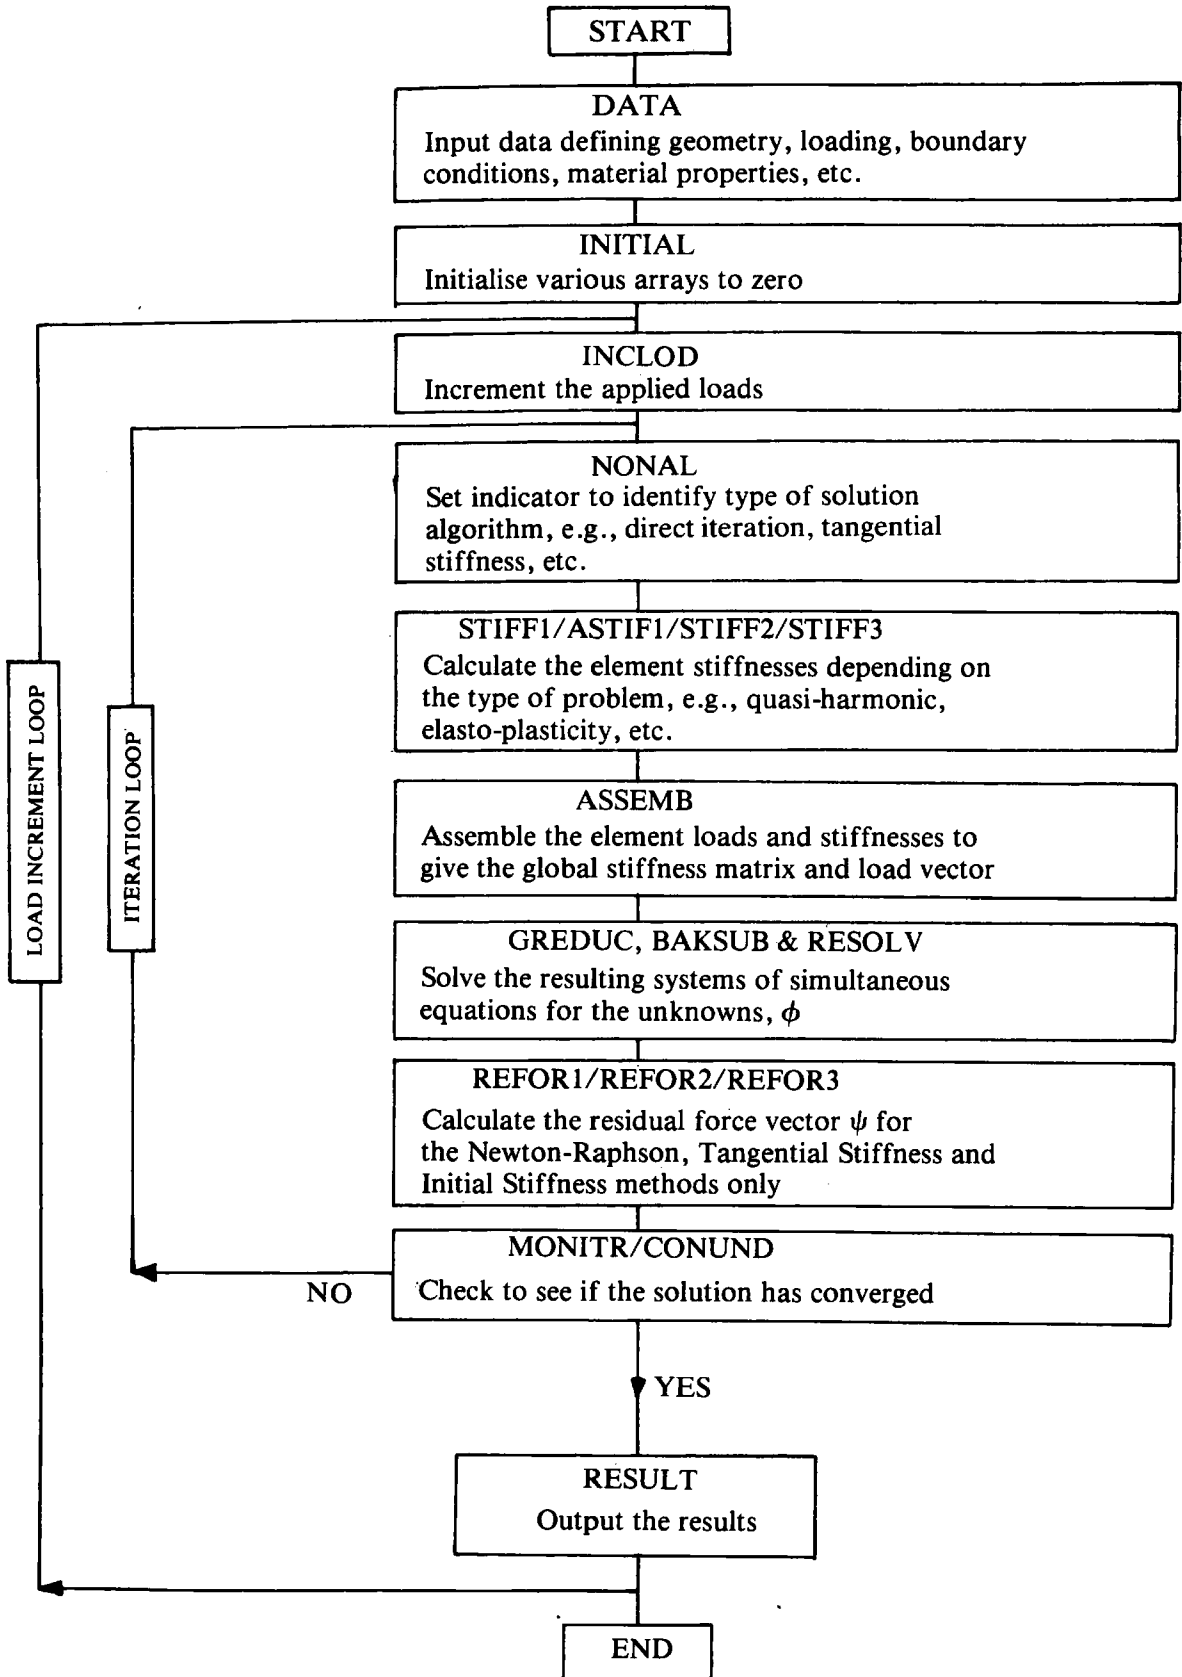 START
DATA
Input data defining geometry, loading, boundary
conditions, material properties, etc.
INITIAL
Initialise various arrays to zero
INCLOD
Increment the applied loads
NONAL
Set indicator to identify type of solution
algorithm, e.g., direct iteration, tangential
stiffness, etc.
STIFF1/ASTIF1/STIFF2/STIFF3
Calculate the element stiffnesses depending on
the type of problem, e.g., quasi-harmonic,
elasto-plasticity, etc.
LOAD INCREMENT LOOP
ITERATION LOOP
ASSEMB
Assemble the element loads and stiffnesses to
give the global stiffness matrix and load vector
GREDUC, BAKSUB & RESOLV
Solve the resulting systems of simultaneous
equations for the unknowns, ϕ
REFOR1/REFOR2/REFOR3
Calculate the residual force vector ψ for
the Newton-Raphson, Tangential Stiffness and
Initial Stiffness methods only
MONITR/CONUND
Check to see if the solution has converged
NO
YES
RESULT
Output the results
END